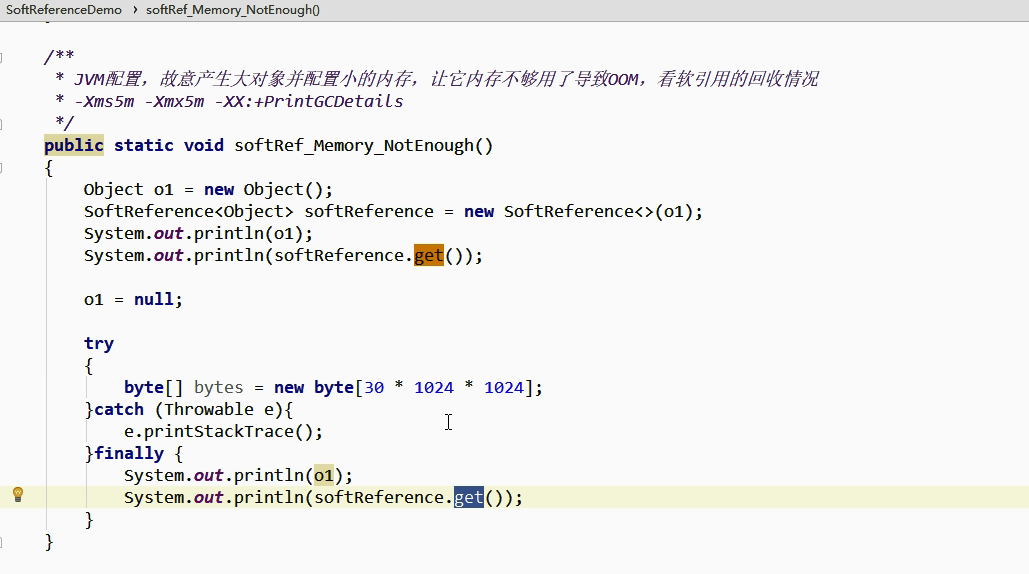 SoftReferenceDemo › softRef_Memory_NotEnough()
/**
 * JVM配置，故意产生大对象并配置小的内存，让它内存不够用了导致OOM，看软引用的回收情况
 * -Xms5m -Xmx5m -XX:+PrintGCDetails
 */
public static void softRef_Memory_NotEnough()
{
    Object o1 = new Object();
    SoftReference<Object> softReference = new SoftReference<>(o1);
    System.out.println(o1);
    System.out.println(softReference.get());
    o1 = null;
    try
    {
        byte[] bytes = new byte[30 * 1024 * 1024];
    }catch (Throwable e){
        e.printStackTrace();
    }finally {
        System.out.println(o1);
        System.out.println(softReference.get());
    }
}